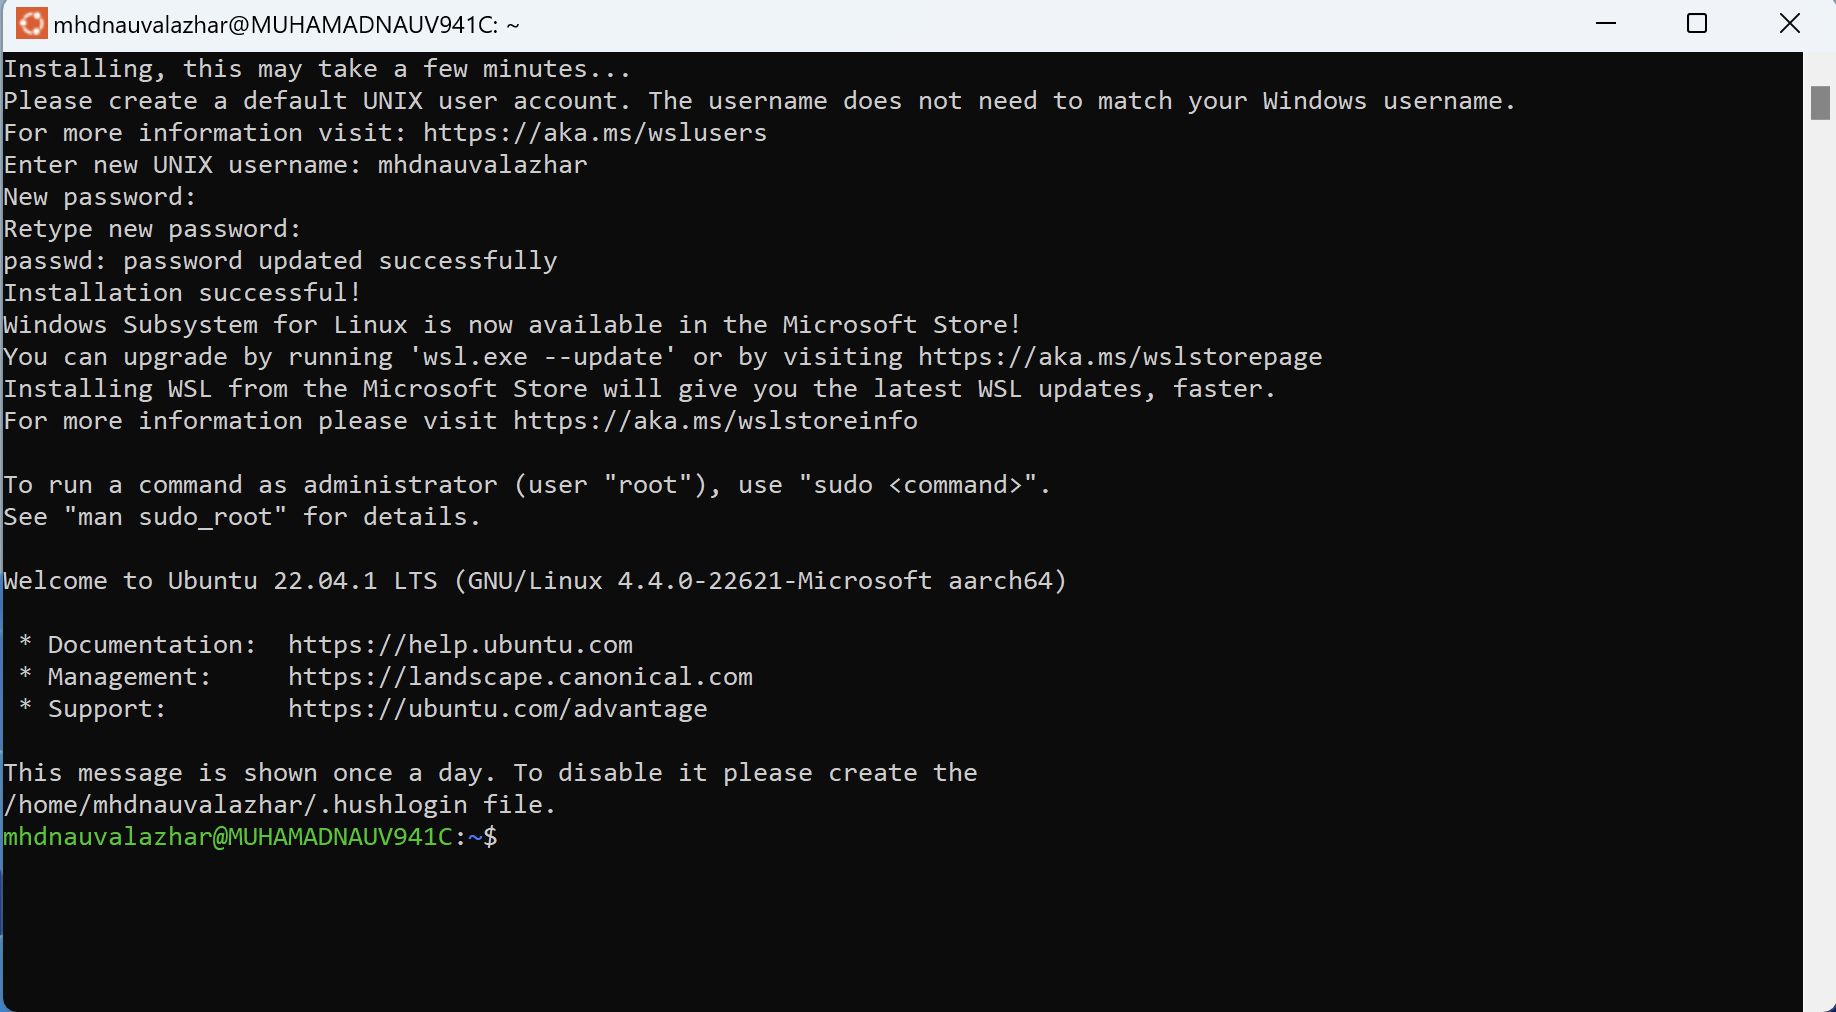 mhdnauvalazhar@MUHAMADNAUV941C: ~
Installing, this may take a few minutes...
Please create a default UNIX user account. The username does not need to match your Windows username.
For more information visit: https://aka.ms/wslusers
Enter new UNIX username: mhdnauvalazhar
New password:
Retype new password:
passwd: password updated successfully
Installation successful!
Windows Subsystem for Linux is now available in the Microsoft Store!
You can upgrade by running 'wsl.exe --update' or by visiting https://aka.ms/wslstorepage
Installing WSL from the Microsoft Store will give you the latest WSL updates, faster.
For more information please visit https://aka.ms/wslstoreinfo
To run a command as administrator (user "root"), use "sudo <command>".
See "man sudo_root" for details.
Welcome to Ubuntu 22.04.1 LTS (GNU/Linux 4.4.0-22621-Microsoft aarch64)
* Documentation:  https://help.ubuntu.com
* Management:     https://landscape.canonical.com
* Support:        https://ubuntu.com/advantage
This message is shown once a day. To disable it please create the
/home/mhdnauvalazhar/.hushlogin file.
mhdnauvalazhar@MUHAMADNAUV941C:~$